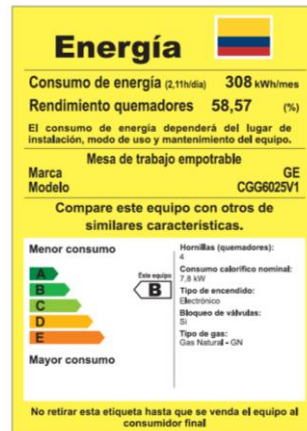 Energía
Consumo de energía (2,11h/día) 308 kWh/mes
Rendimiento quemadores 58,57 (%)
El consumo de energía dependerá del lugar de
instalación, modo de uso y mantenimiento del equipo.
Mesa de trabajo empotrable
Marca GE
Modelo CGG6025V1
Compare este equipo con otros de
similares características.
Menor consumo
A
B
C
D
E
Mayor consumo
Este equipo
B
Hornillas (quemadores):
4
Consumo calorífico nominal:
7,8 kW
Tipo de encendido:
Electrónico
Bloqueo de válvulas:
Si
Tipo de gas:
Gas Natural - GN
No retirar esta etiqueta hasta que se venda el equipo al
consumidor final